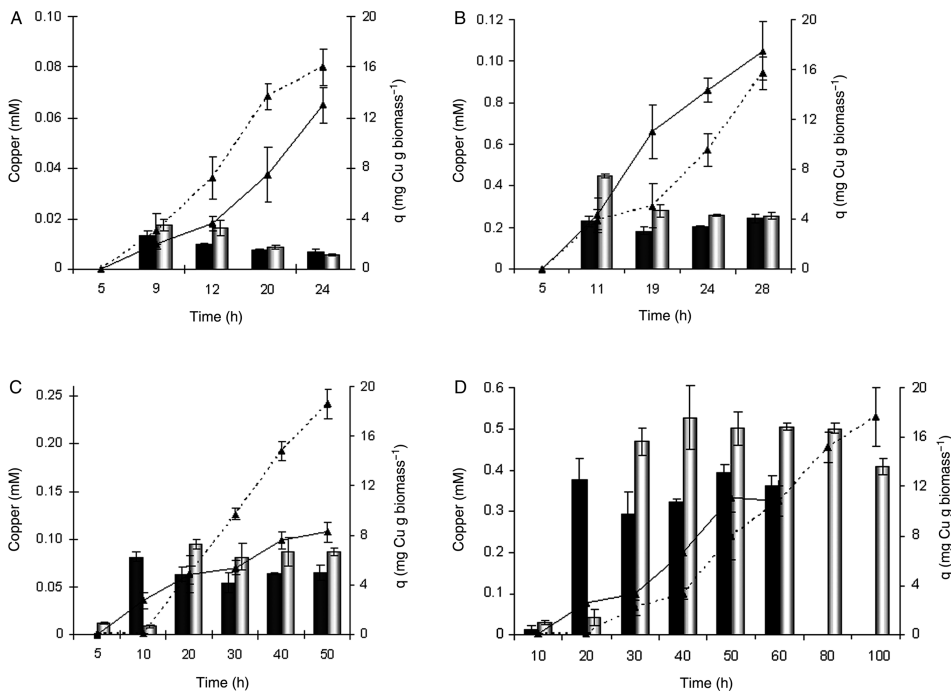 A
Copper (mM)
0.10
0.08
0.06
0.04
0.02
0
20
16
12
8
4
0
q (mg Cu g biomass⁻¹)
5 9 12 20 24
Time (h)
B
Copper (mM)
0.12
0.10
0.8
0.6
0.4
0.2
0
20
16
12
8
4
0
q (mg Cu g biomass⁻¹)
5 11 19 24 28
Time (h)
C
Copper (mM)
0.25
0.20
0.15
0.10
0.05
0
20
16
12
8
4
0
q (mg Cu g biomass⁻¹)
5 10 20 30 40 50
Time (h)
D
Copper (mM)
0.6
0.5
0.4
0.3
0.2
0.1
0
20
16
12
8
4
0
q (mg Cu g biomass⁻¹)
10 20 30 40 50 60 80 100
Time (h)